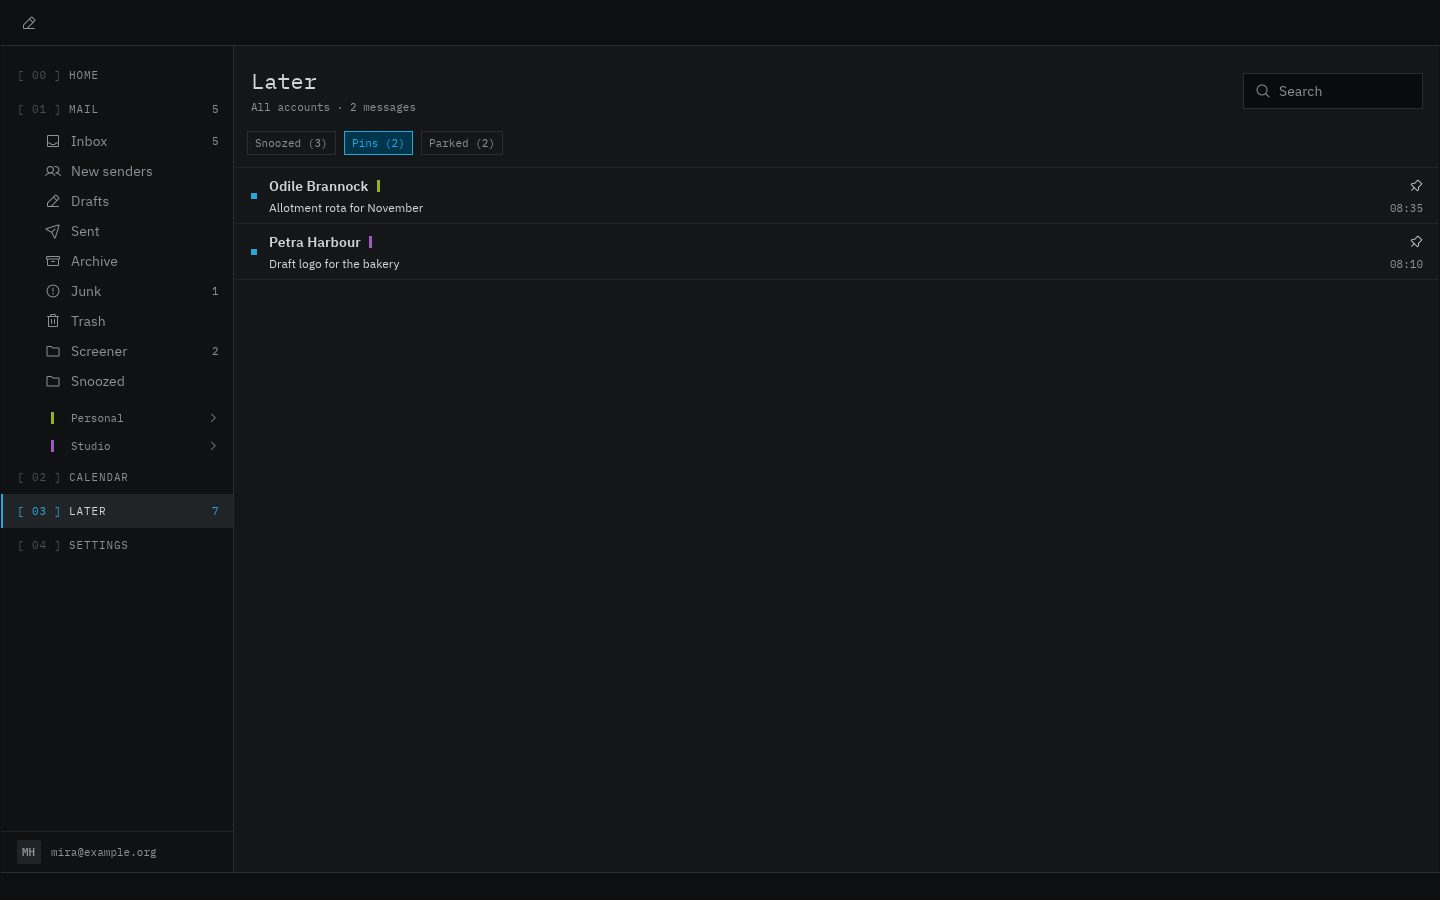 [ 00 ] HOME
[ 01 ] MAIL 5
Inbox 5
New senders
Drafts
Sent
Archive
Junk 1
Trash
Screener 2
Snoozed
Personal
Studio
[ 02 ] CALENDAR
[ 03 ] LATER 7
[ 04 ] SETTINGS
MH mira@example.org
Later
All accounts · 2 messages
Search
Snoozed (3) Pins (2) Parked (2)
Odile Brannock
Allotment rota for November 08:35
Petra Harbour
Draft logo for the bakery 08:10